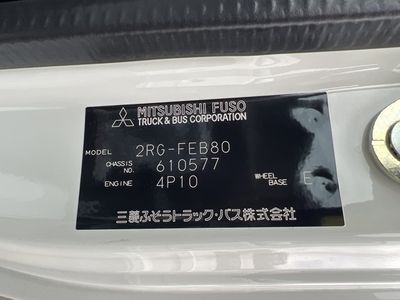 MITSUBISHI FUSO
TRUCK & BUS CORPORATION
MODEL 2RG-FEB80
CHASSIS NO. 610577
ENGINE 4P10 WHEEL BASE E
三菱ふそうトラック・バス株式会社